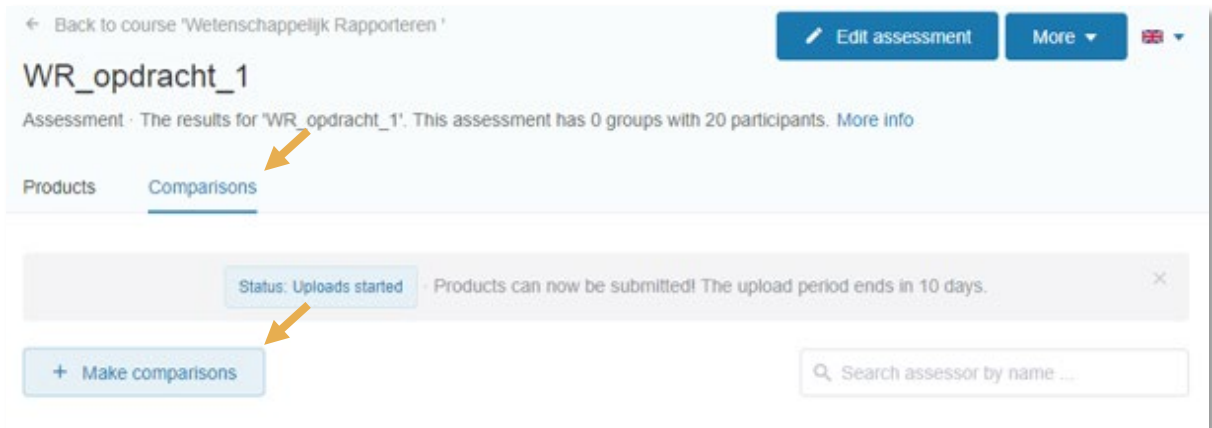 ← Back to course 'Wetenschappelijk Rapporteren '
Edit assessment
More
WR_opdracht_1
Assessment · The results for 'WR_opdracht_1'. This assessment has 0 groups with 20 participants. More info
Products
Comparisons
Status: Uploads started · Products can now be submitted! The upload period ends in 10 days.
+ Make comparisons
Search assessor by name ...